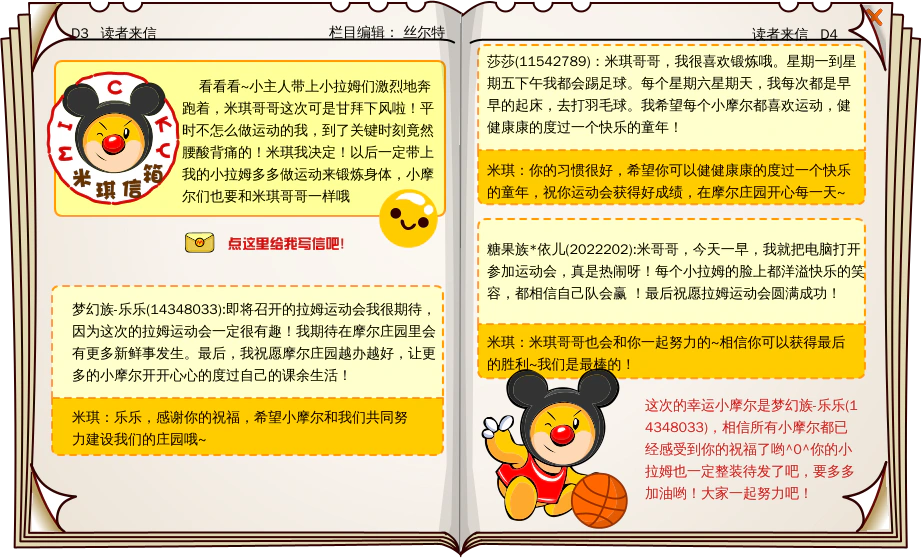 D3 读者来信
栏目编辑： 丝尔特
MICKY
米琪信箱
看看看~小主人带上小拉姆们激烈地奔
跑着，米琪哥哥这次可是甘拜下风啦！平
时不怎么做运动的我，到了关键时刻竟然
腰酸背痛的！米琪我决定！以后一定带上
我的小拉姆多多做运动来锻炼身体，小摩
尔们也要和米琪哥哥一样哦
点这里给我写信吧!
梦幻族-乐乐(14348033):即将召开的拉姆运动会我很期待，
因为这次的拉姆运动会一定很有趣！我期待在摩尔庄园里会
有更多新鲜事发生。最后，我祝愿摩尔庄园越办越好，让更
多的小摩尔开开心心的度过自己的课余生活！
米琪：乐乐，感谢你的祝福，希望小摩尔和我们共同努
力建设我们的庄园哦~
读者来信 D4
莎莎(11542789)：米琪哥哥，我很喜欢锻炼哦。星期一到星
期五下午我都会踢足球。每个星期六星期天，我每次都是早
早的起床，去打羽毛球。我希望每个小摩尔都喜欢运动，健
健康康的度过一个快乐的童年！
米琪：你的习惯很好，希望你可以健健康康的度过一个快乐
的童年，祝你运动会获得好成绩，在摩尔庄园开心每一天~
糖果族*依儿(2022202):米哥哥，今天一早，我就把电脑打开
参加运动会，真是热闹呀！每个小拉姆的脸上都洋溢快乐的笑
容，都相信自己队会赢 ！最后祝愿拉姆运动会圆满成功！
米琪：米琪哥哥也会和你一起努力的~相信你可以获得最后
的胜利~我们是最棒的！
这次的幸运小摩尔是梦幻族-乐乐(1
4348033)，相信所有小摩尔都已
经感受到你的祝福了哟^0^你的小
拉姆也一定整装待发了吧，要多多
加油哟！大家一起努力吧！